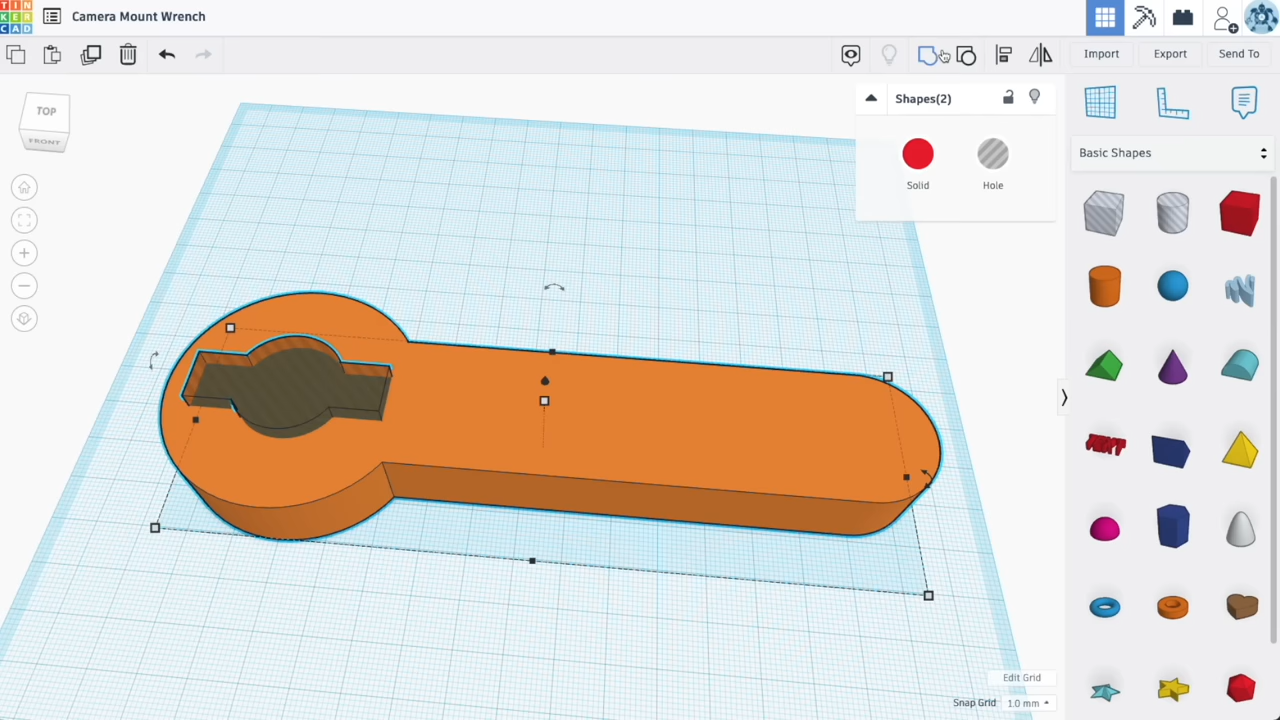 TIN
KER
CAD
Camera Mount Wrench
Import
Export
Send To
TOP
FRONT
Shapes(2)
Solid
Hole
Basic Shapes
Edit Grid
Snap Grid 1.0 mm